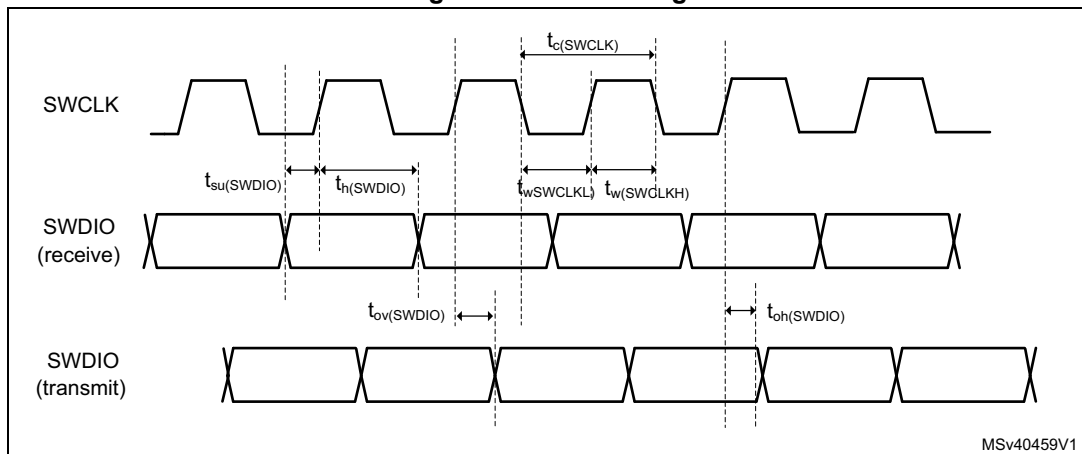 tc(SWCLK)
SWCLK
tsu(SWDIO) th(SWDIO) twSWCLKL) tw(SWCLKH)
SWDIO
(receive)
tov(SWDIO) toh(SWDIO)
SWDIO
(transmit)
MSv40459V1